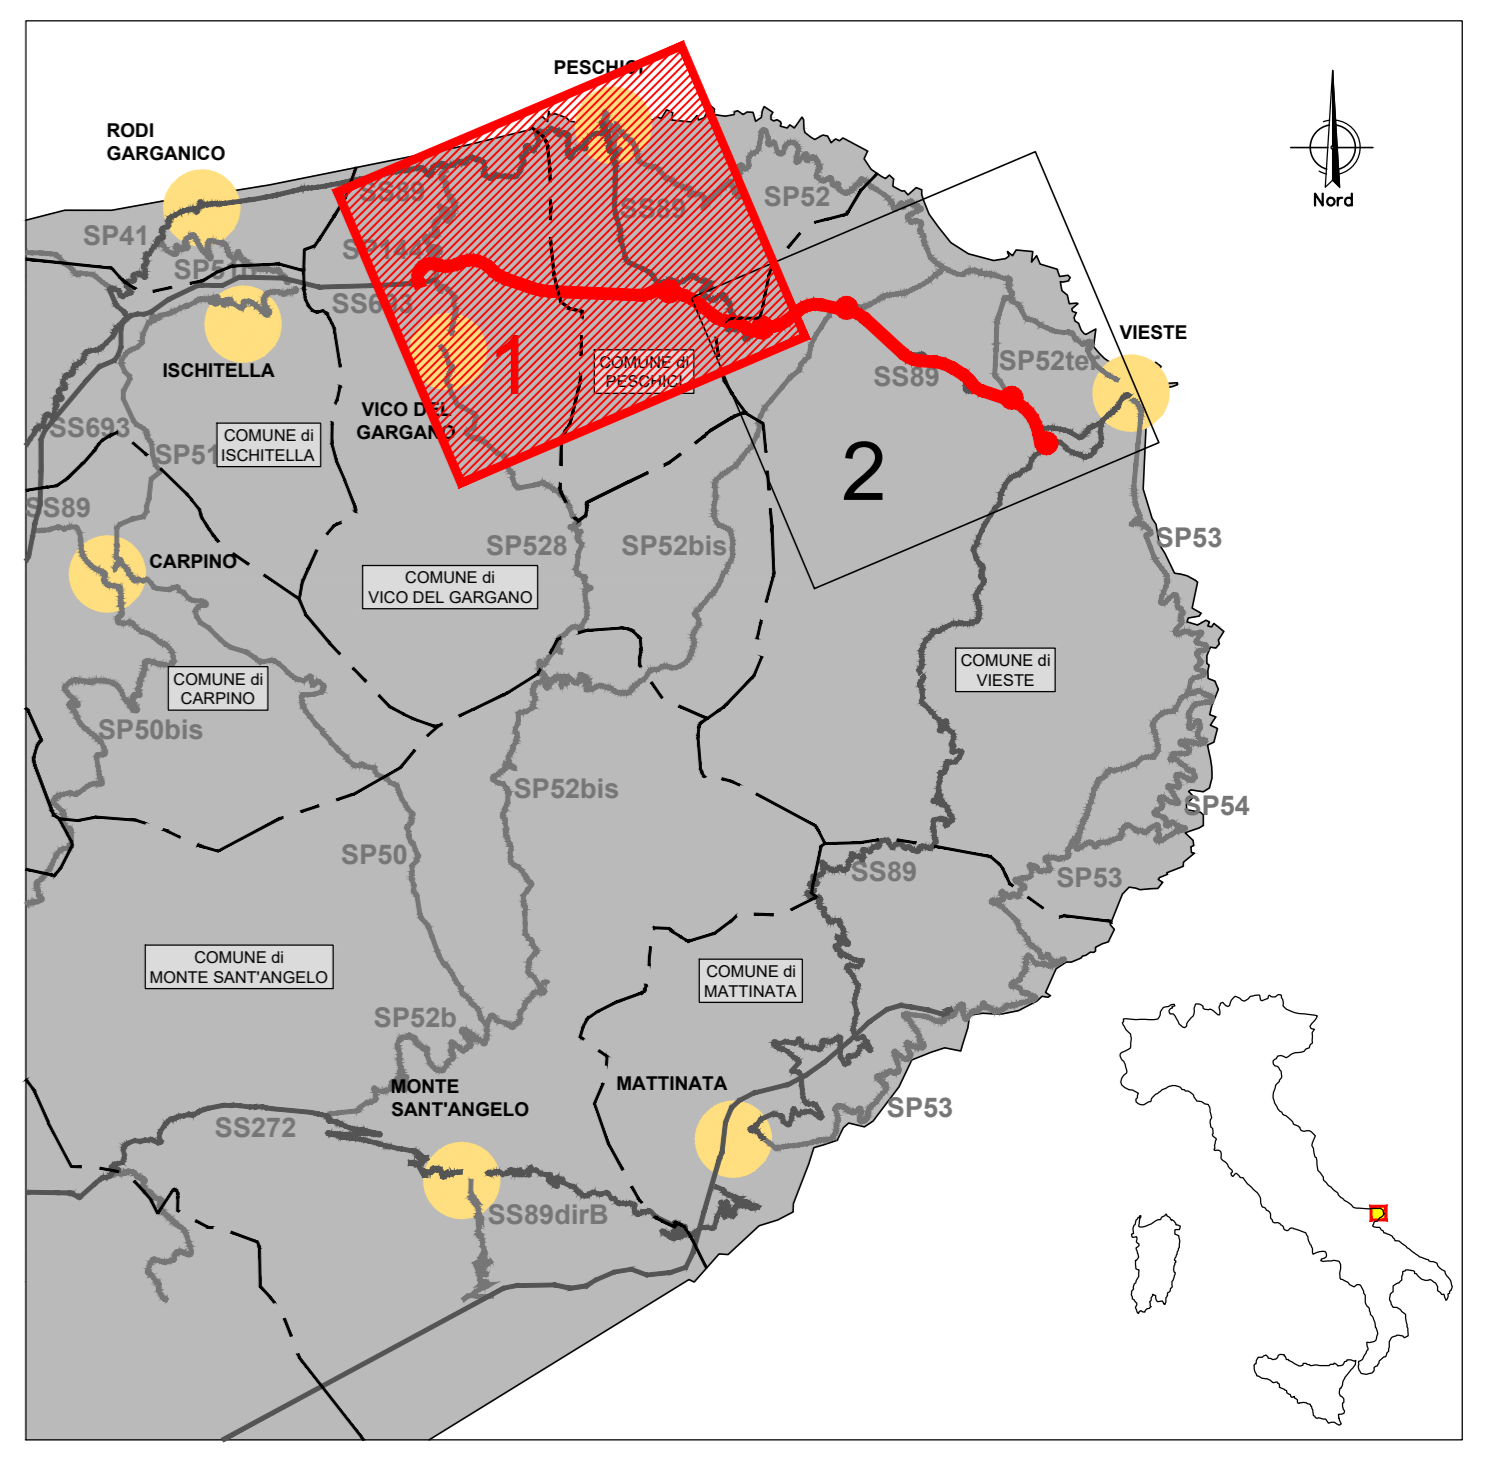 PESCHICI
RODI
GARGANICO
Nord
SS89
SP52
SS89
SP41
SP144
SS693
VIESTE
SP52ter
SS89
ISCHITELLA
1
COMUNE di
PESCHICI
VICO DEL
GARGANO
SS693
COMUNE di
ISCHITELLA
SP51
2
SS89
SP528
SP52bis
SP53
CARPINO
COMUNE di
VICO DEL GARGANO
COMUNE di
VIESTE
COMUNE di
CARPINO
SP50bis
SP52bis
SP54
SP50
SS89
SP53
COMUNE di
MONTE SANT'ANGELO
COMUNE di
MATTINATA
SP52b
MONTE
SANT'ANGELO
MATTINATA
SP53
SS272
SS89dirB